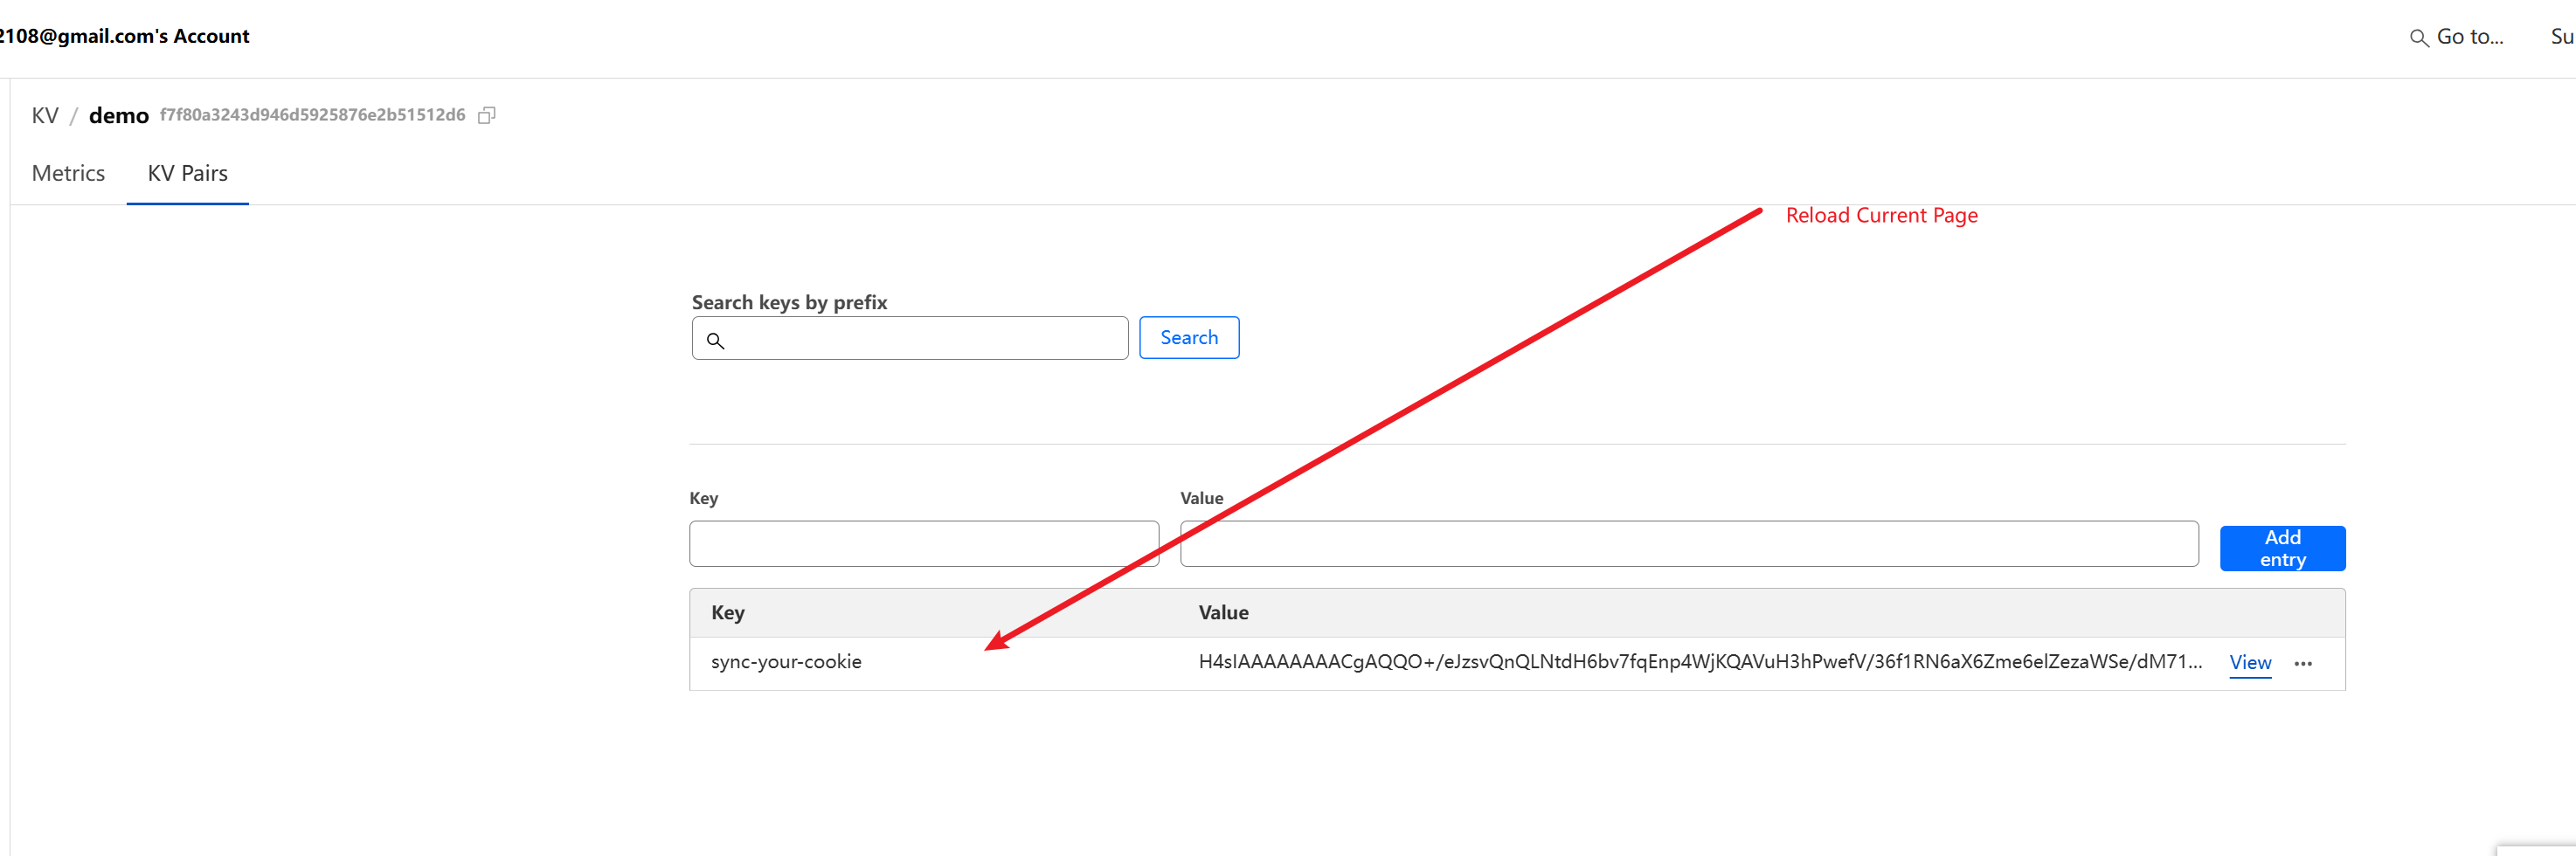 2108@gmail.com's Account
Go to...
Su
KV / demo f7f80a3243d946d5925876e2b51512d6
Metrics
KV Pairs
Reload Current Page
Search keys by prefix
Search
Key
Value
Add entry
Key
Value
sync-your-cookie
H4sIAAAAAAAACgAQQO+/eJzsvQnQLNtdH6bv7fqEnp4WjKQAVuH3hPwefV/36f1RN6aX6Zme6elZezaWSe/dM71...
View